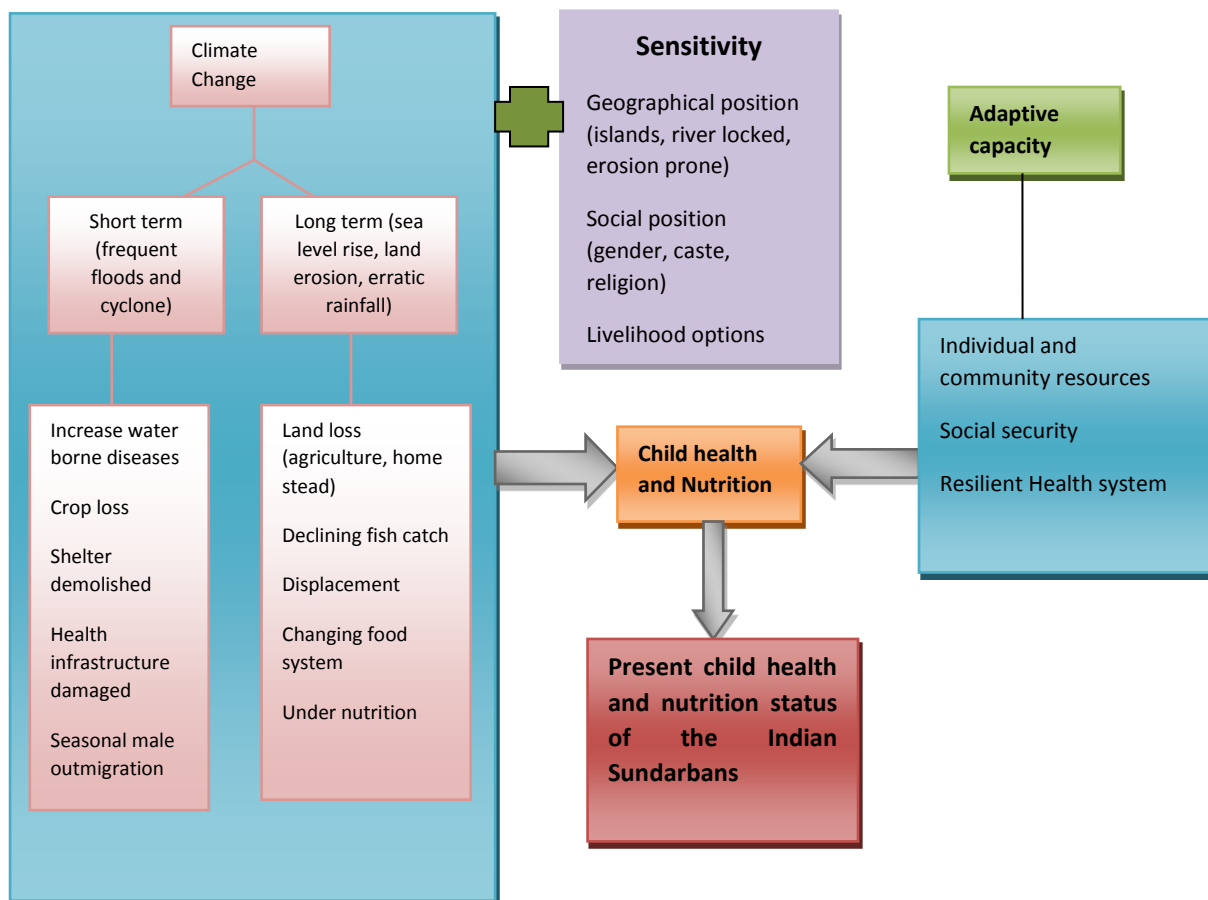 Climate
Change
Short term
(frequent
floods and
cyclone)
Long term (sea
level rise, land
erosion, erratic
rainfall)
Increase water
borne diseases
Crop loss
Shelter
demolished
Health
infrastructure
damaged
Seasonal male
outmigration
Land loss
(agriculture, home
stead)
Declining fish catch
Displacement
Changing food
system
Under nutrition
Sensitivity
Geographical position
(islands, river locked,
erosion prone)
Social position
(gender, caste,
religion)
Livelihood options
Child health
and Nutrition
Present child health
and nutrition status
of the Indian
Sundarbans
Adaptive
capacity
Individual and
community resources
Social security
Resilient Health system